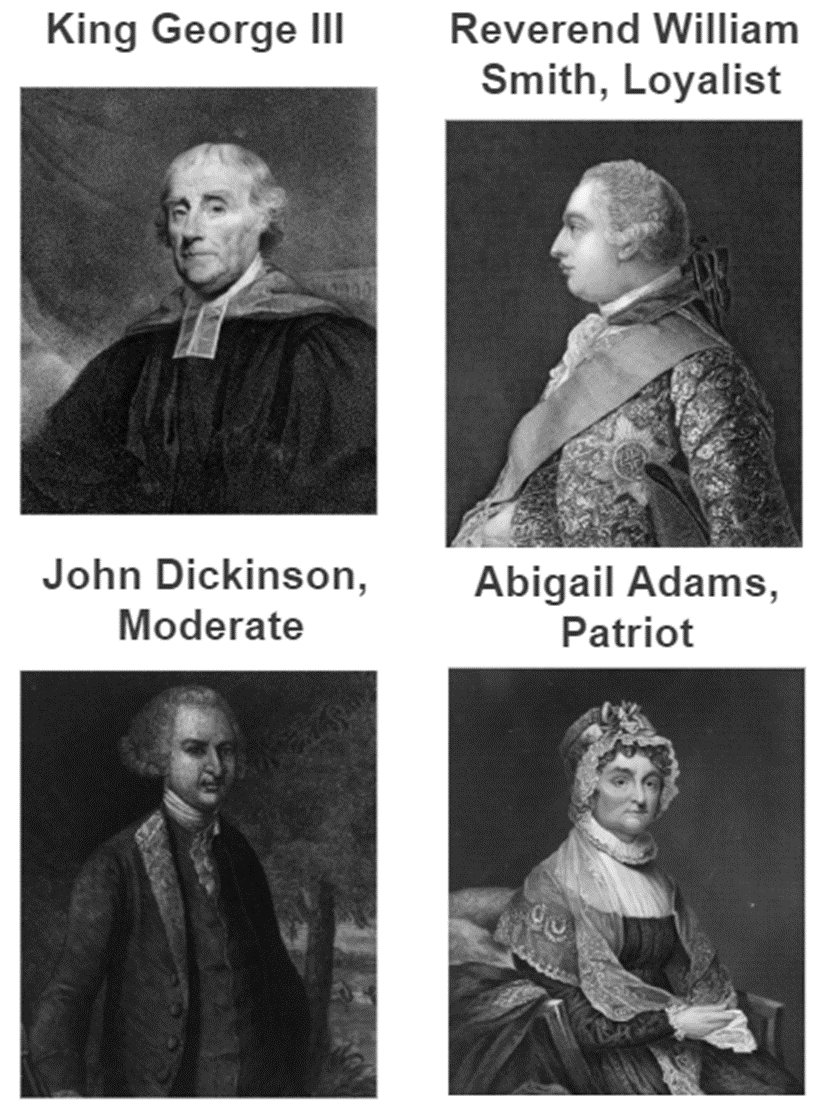 King George III
Reverend William
Smith, Loyalist
John Dickinson,
Moderate
Abigail Adams,
Patriot